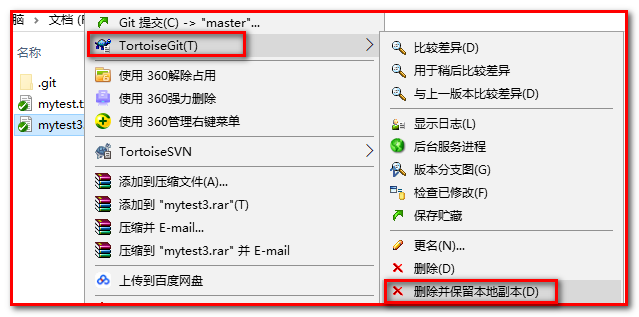 脑 › 文档 (
名称
.git
mytest.t
mytest3
Git 提交(C) -> "master"...
TortoiseGit(T)
使用 360解除占用
使用 360强力删除
使用 360管理右键菜单
TortoiseSVN
添加到压缩文件(A)...
添加到 "mytest3.rar"(T)
压缩并 E-mail...
压缩到 "mytest3.rar" 并 E-mail
上传到百度网盘
比较差异(D)
用于稍后比较差异
与上一版本比较差异(D)
显示日志(L)
后台服务进程
版本分支图(G)
检查已修改(F)
保存贮藏
更名(N)...
删除(D)
删除并保留本地副本(D)